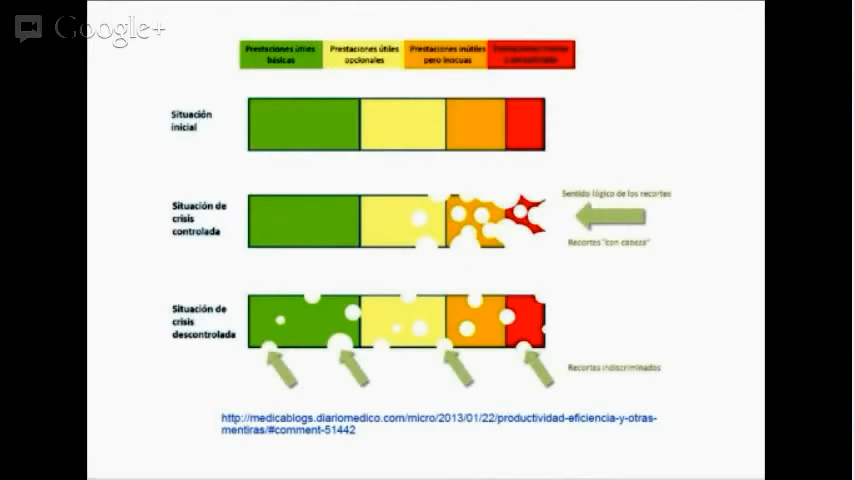 Google+
Prestaciones útiles
básicas
Prestaciones útiles
opcionales
Prestaciones inútiles
pero inocuas
Situación
inicial
Situación de
crisis
controlada
Sentido lógico de los recortes
Recortes "con cabeza"
Situación de
crisis
descontrolada
Recortes indiscriminados
http://medicablogs.diariomedico.com/micro/2013/01/22/productividad-eficiencia-y-otras-
mentiras/#comment-51442